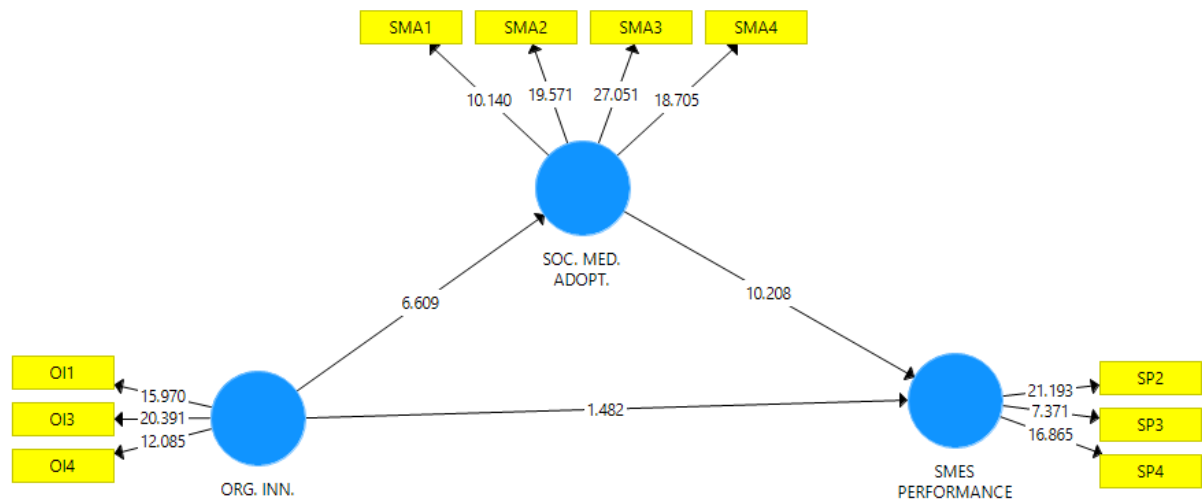 SMA1 SMA2 SMA3 SMA4
10.140 19.571 27.051 18.705
SOC. MED.
ADOPT.
6.609 10.208
OI1
15.970
OI3
20.391
OI4
12.085
ORG. INN.
1.482
SP2
21.193
SP3
7.371
SP4
16.865
SMES
PERFORMANCE